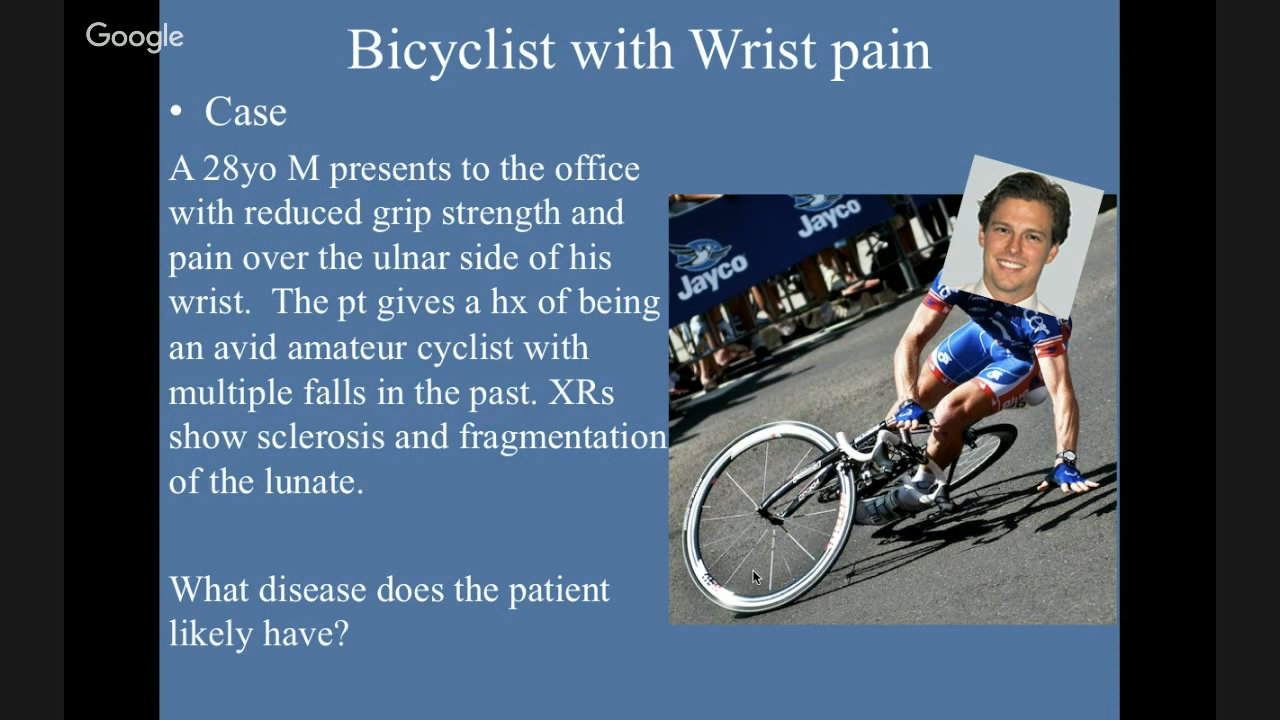 Google
Bicyclist with Wrist pain
• Case
A 28yo M presents to the office
with reduced grip strength and
pain over the ulnar side of his
wrist.  The pt gives a hx of being
an avid amateur cyclist with
multiple falls in the past. XRs
show sclerosis and fragmentation
of the lunate.
What disease does the patient
likely have?
Jayco
Jayco